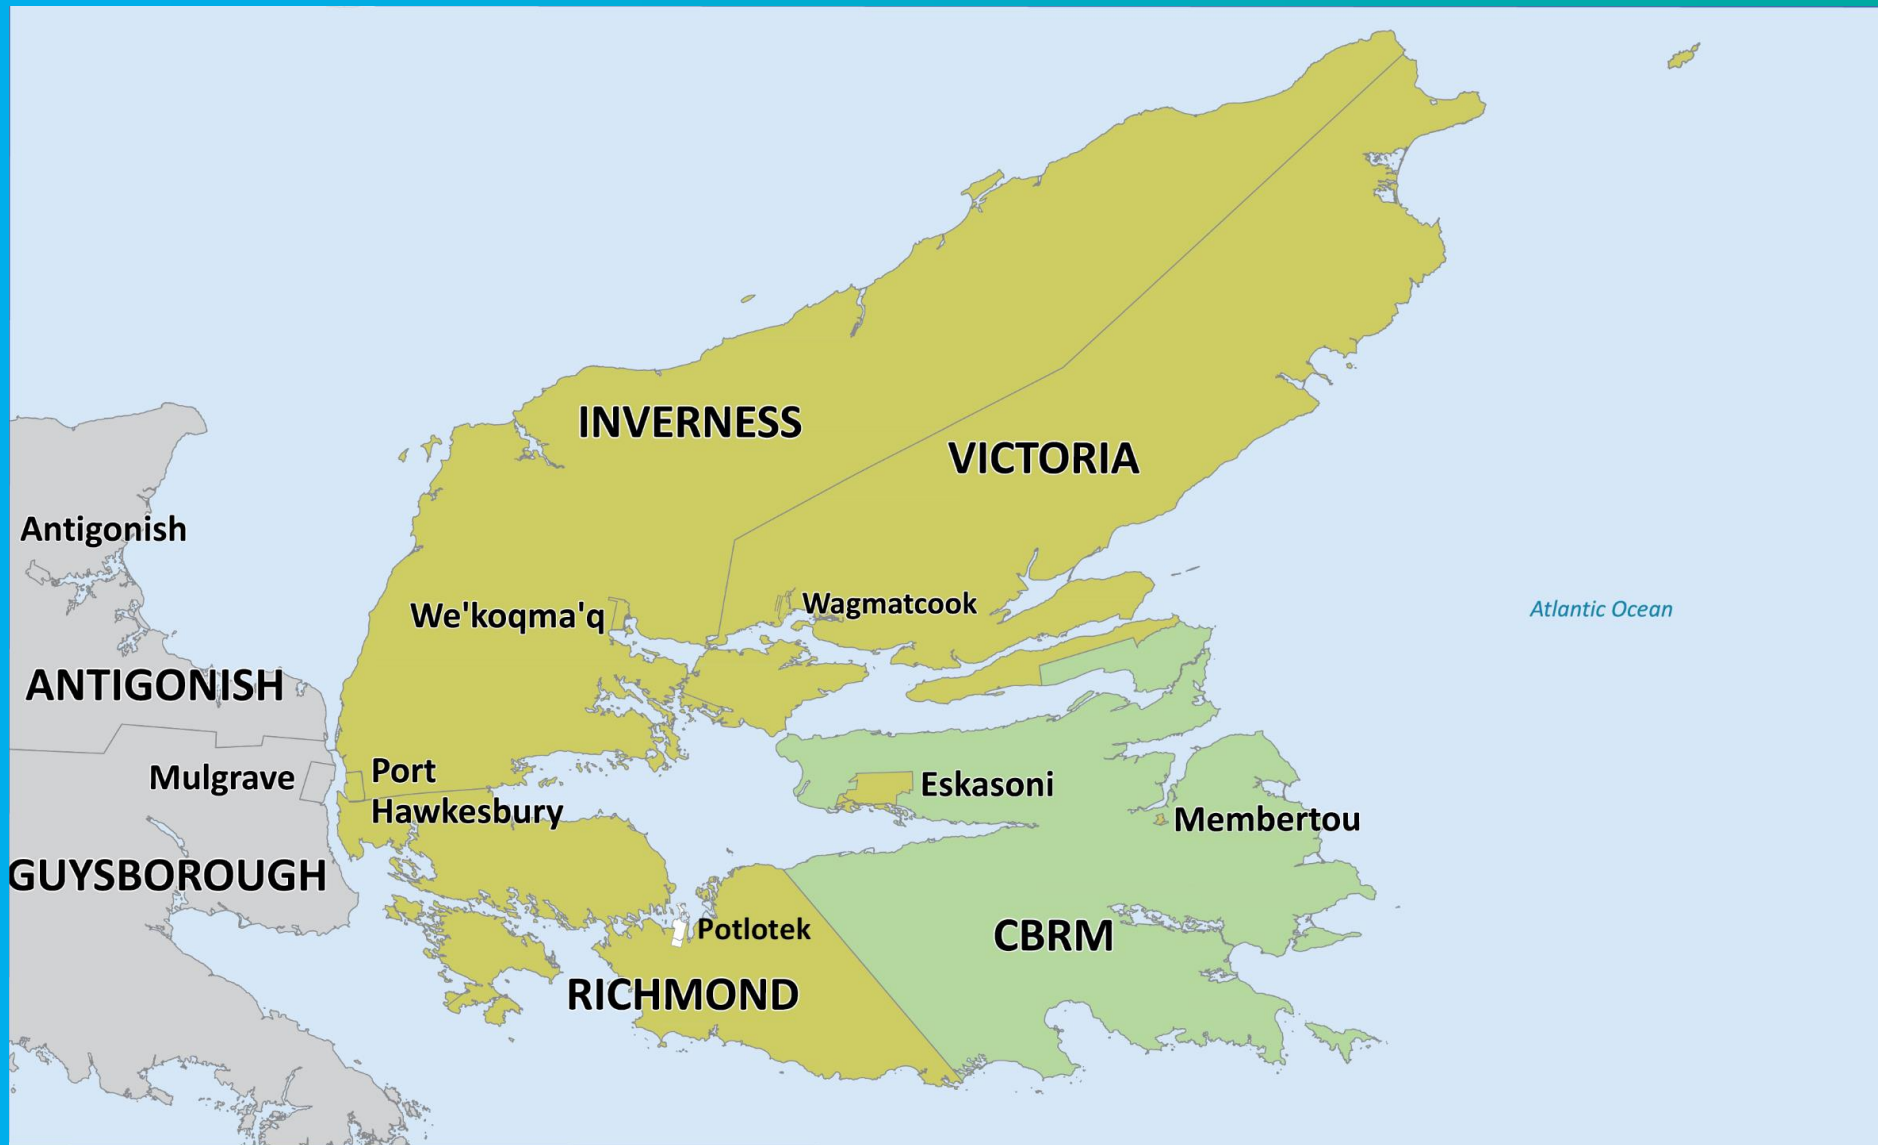 INVERNESS
VICTORIA
Antigonish
We'koqma'q
Wagmatcook
Atlantic Ocean
ANTIGONISH
Mulgrave
Port
Hawkesbury
Eskasoni
Membertou
GUYSBOROUGH
Potlotek
CBRM
RICHMOND